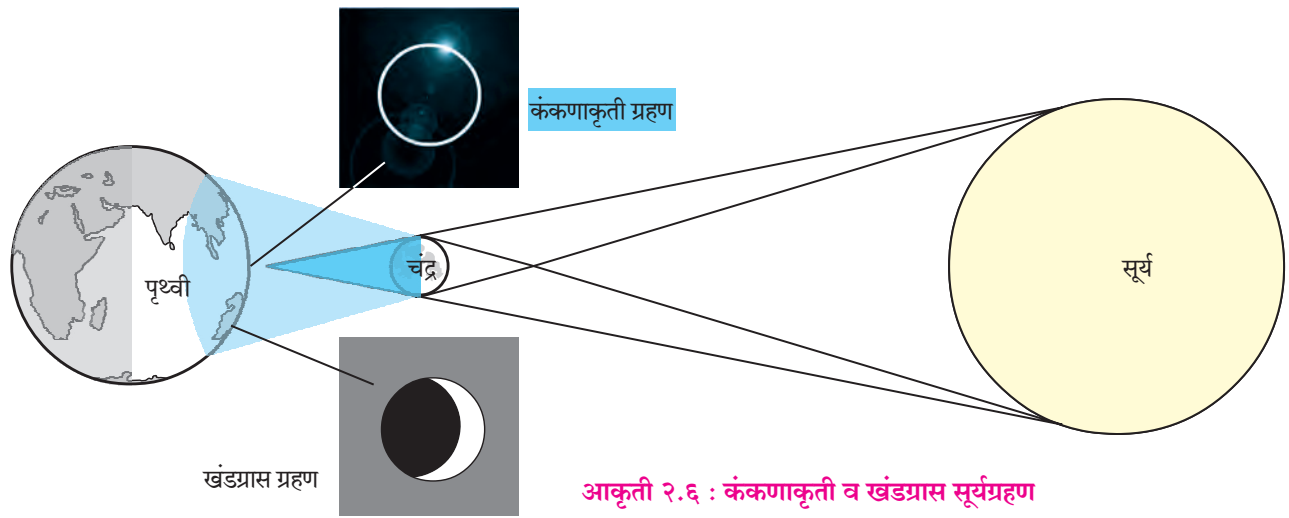 कंकणाकृती ग्रहण
पृथ्वी
चंद्र
सूर्य
खंडग्रास ग्रहण
आकृती २.६ : कंकणाकृती व खंडग्रास सूर्यग्रहण